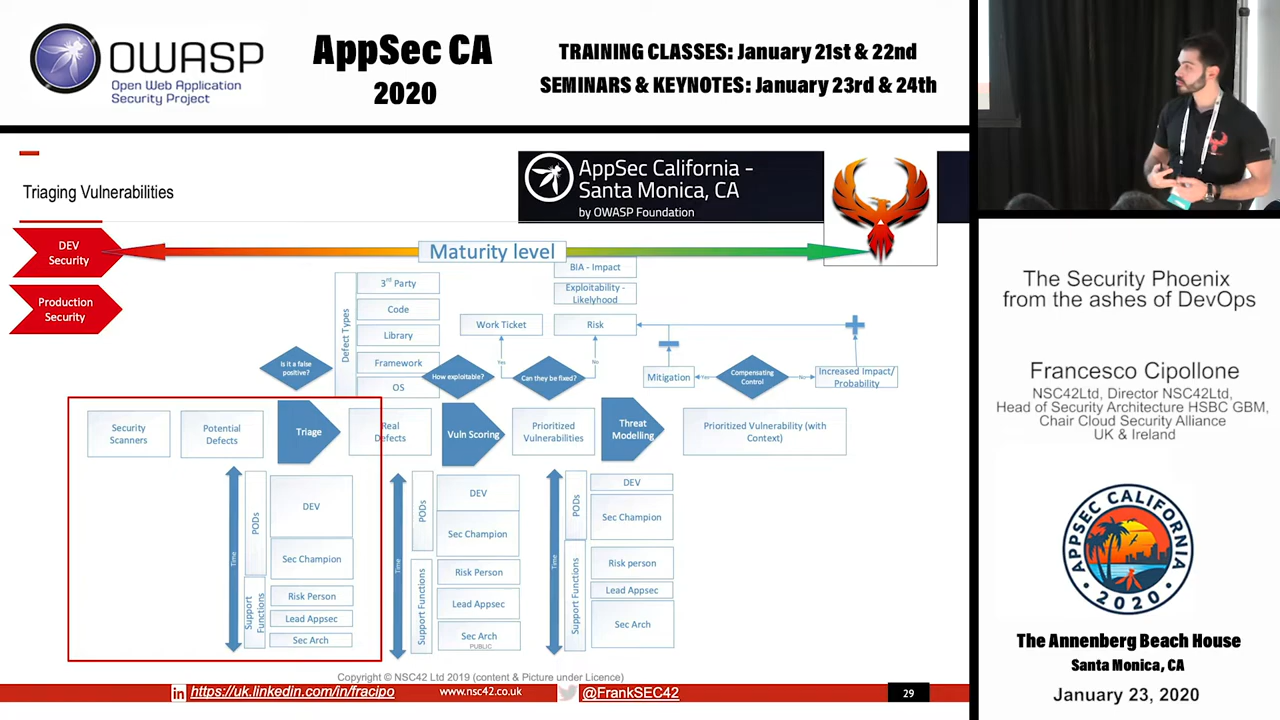 OWASP
Open Web Application
Security Project
AppSec CA
2020
TRAINING CLASSES: January 21st & 22nd
SEMINARS & KEYNOTES: January 23rd & 24th
Triaging Vulnerabilities
AppSec California -
Santa Monica, CA
by OWASP Foundation
DEV
Security
Maturity level
Production
Security
Defect Types
3rd Party
Code
Library
Framework
OS
BIA - Impact
Exploitability -
Likelyhood
Work Ticket
Risk
Yes
No
Is it a false
positive?
How exploitable?
Can they be fixed?
Mitigation
Yes
Compensating
Control
No
Increased Impact/
Probability
Security
Scanners
Potential
Defects
Triage
Real
Defects
Vuln Scoring
Prioritized
Vulnerabilities
Threat
Modelling
Prioritized Vulnerability (with
Context)
Time
PODs
Support
Functions
DEV
Sec Champion
Risk Person
Lead Appsec
Sec Arch
Time
PODs
Support Functions
DEV
Sec Champion
Risk Person
Lead Appsec
Sec Arch
PUBLIC
Time
PODs
Support Functions
DEV
Sec Champion
Risk person
Lead Appsec
Sec Arch
Copyright © NSC42 Ltd 2019 (content & Picture under Licence)
in https://uk.linkedin.com/in/fracipo
www.nsc42.co.uk
@FrankSEC42
29
The Security Phoenix
from the ashes of DevOps
Francesco Cipollone
NSC42Ltd, Director NSC42Ltd,
Head of Security Architecture HSBC GBM,
Chair Cloud Security Alliance
UK & Ireland
APPSEC CALIFORNIA
2020
The Annenberg Beach House
Santa Monica, CA
January 23, 2020